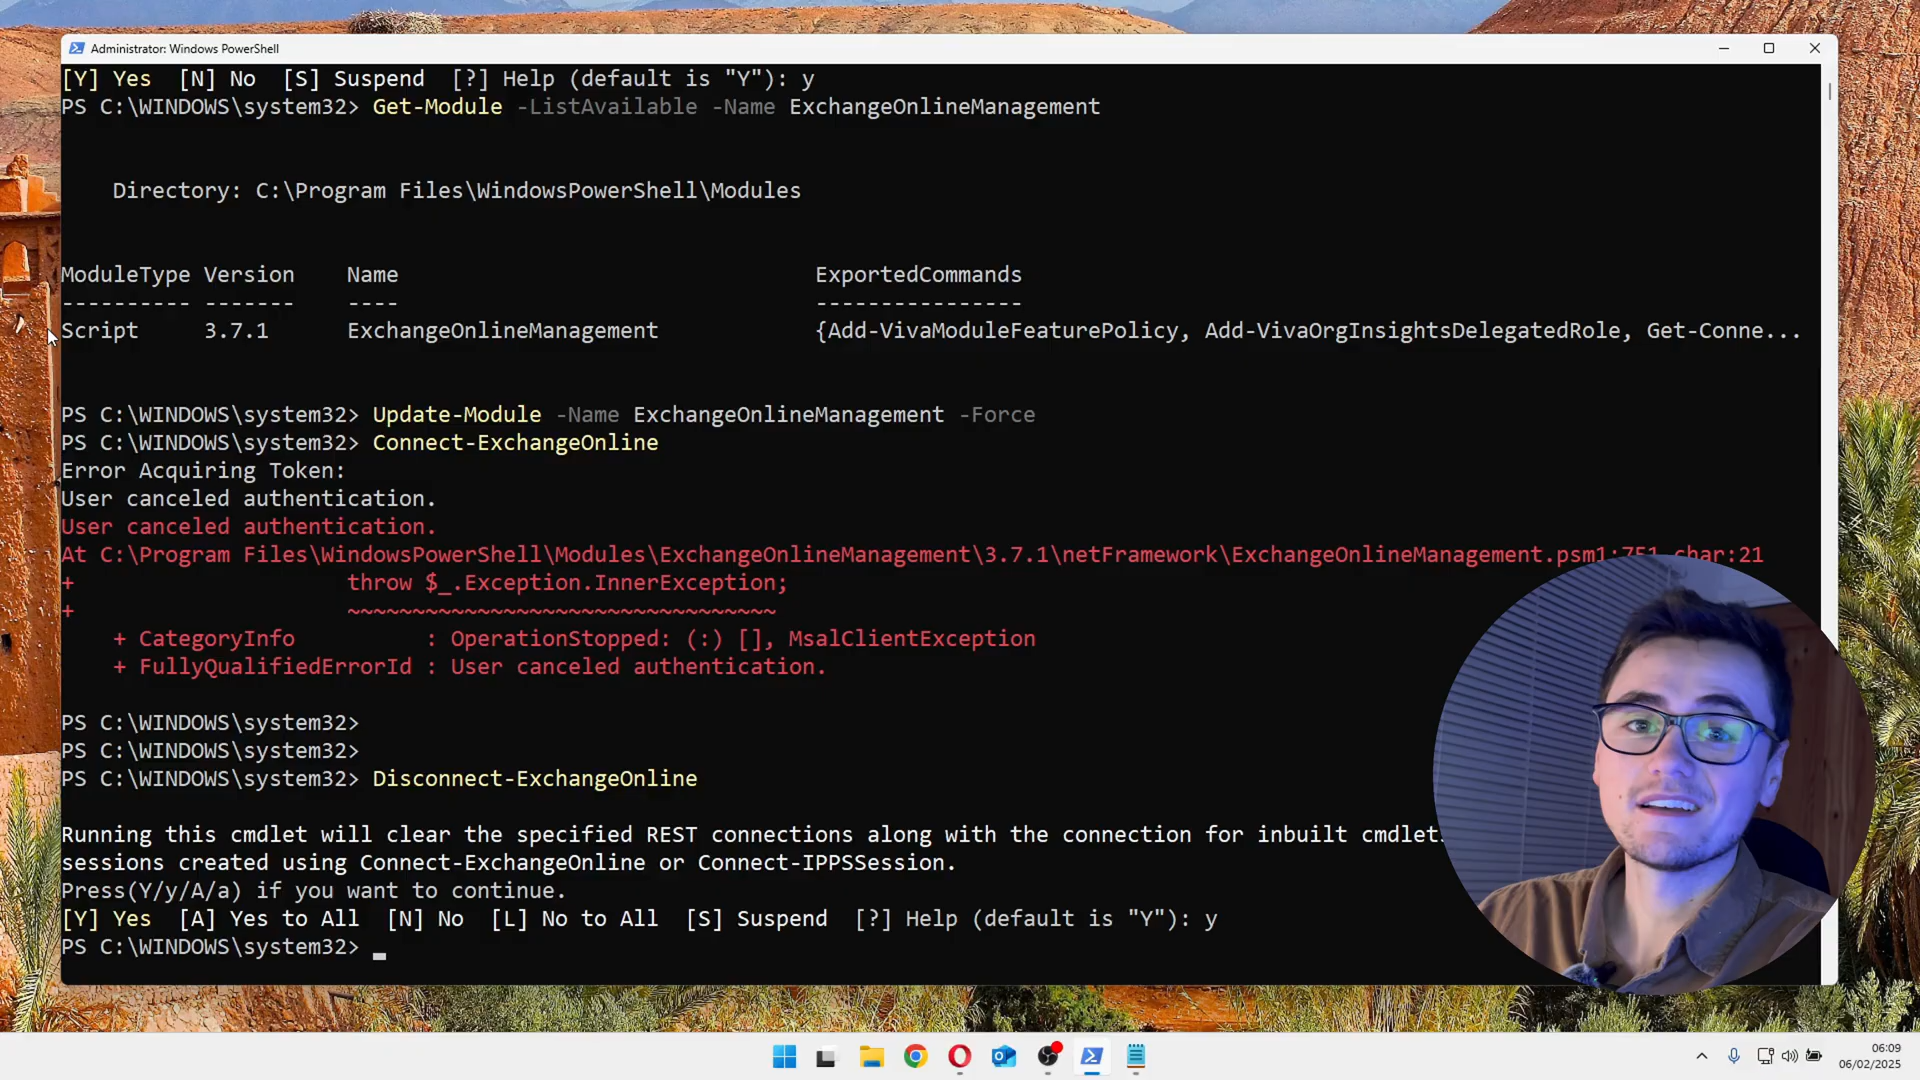 Administrator: Windows PowerShell
[Y] Yes  [N] No  [S] Suspend  [?] Help (default is "Y"): y
PS C:\WINDOWS\system32> Get-Module -ListAvailable -Name ExchangeOnlineManagement
Directory: C:\Program Files\WindowsPowerShell\Modules
ModuleType Version    Name                                ExportedCommands
---------- -------    ----                                ----------------
Script     3.7.1      ExchangeOnlineManagement            {Add-VivaModuleFeaturePolicy, Add-VivaOrgInsightsDelegatedRole, Get-Conne...
PS C:\WINDOWS\system32> Update-Module -Name ExchangeOnlineManagement -Force
PS C:\WINDOWS\system32> Connect-ExchangeOnline
Error Acquiring Token:
User canceled authentication.
User canceled authentication.
At C:\Program Files\WindowsPowerShell\Modules\ExchangeOnlineManagement\3.7.1\netFramework\ExchangeOnlineManagement.psm1:751 char:21
+                     throw $_.Exception.InnerException;
+                     ~~~~~~~~~~~~~~~~~~~~~~~~~~~~~~~~~
+ CategoryInfo          : OperationStopped: (:) [], MsalClientException
+ FullyQualifiedErrorId : User canceled authentication.
PS C:\WINDOWS\system32>
PS C:\WINDOWS\system32>
PS C:\WINDOWS\system32> Disconnect-ExchangeOnline
Running this cmdlet will clear the specified REST connections along with the connection for inbuilt
sessions created using Connect-ExchangeOnline or Connect-IPPSSession.
Press(Y/y/A/a) if you want to continue.
[Y] Yes  [A] Yes to All  [N] No  [L] No to All  [S] Suspend  [?] Help (default is "Y"): y
PS C:\WINDOWS\system32>
06:09
06/02/2025